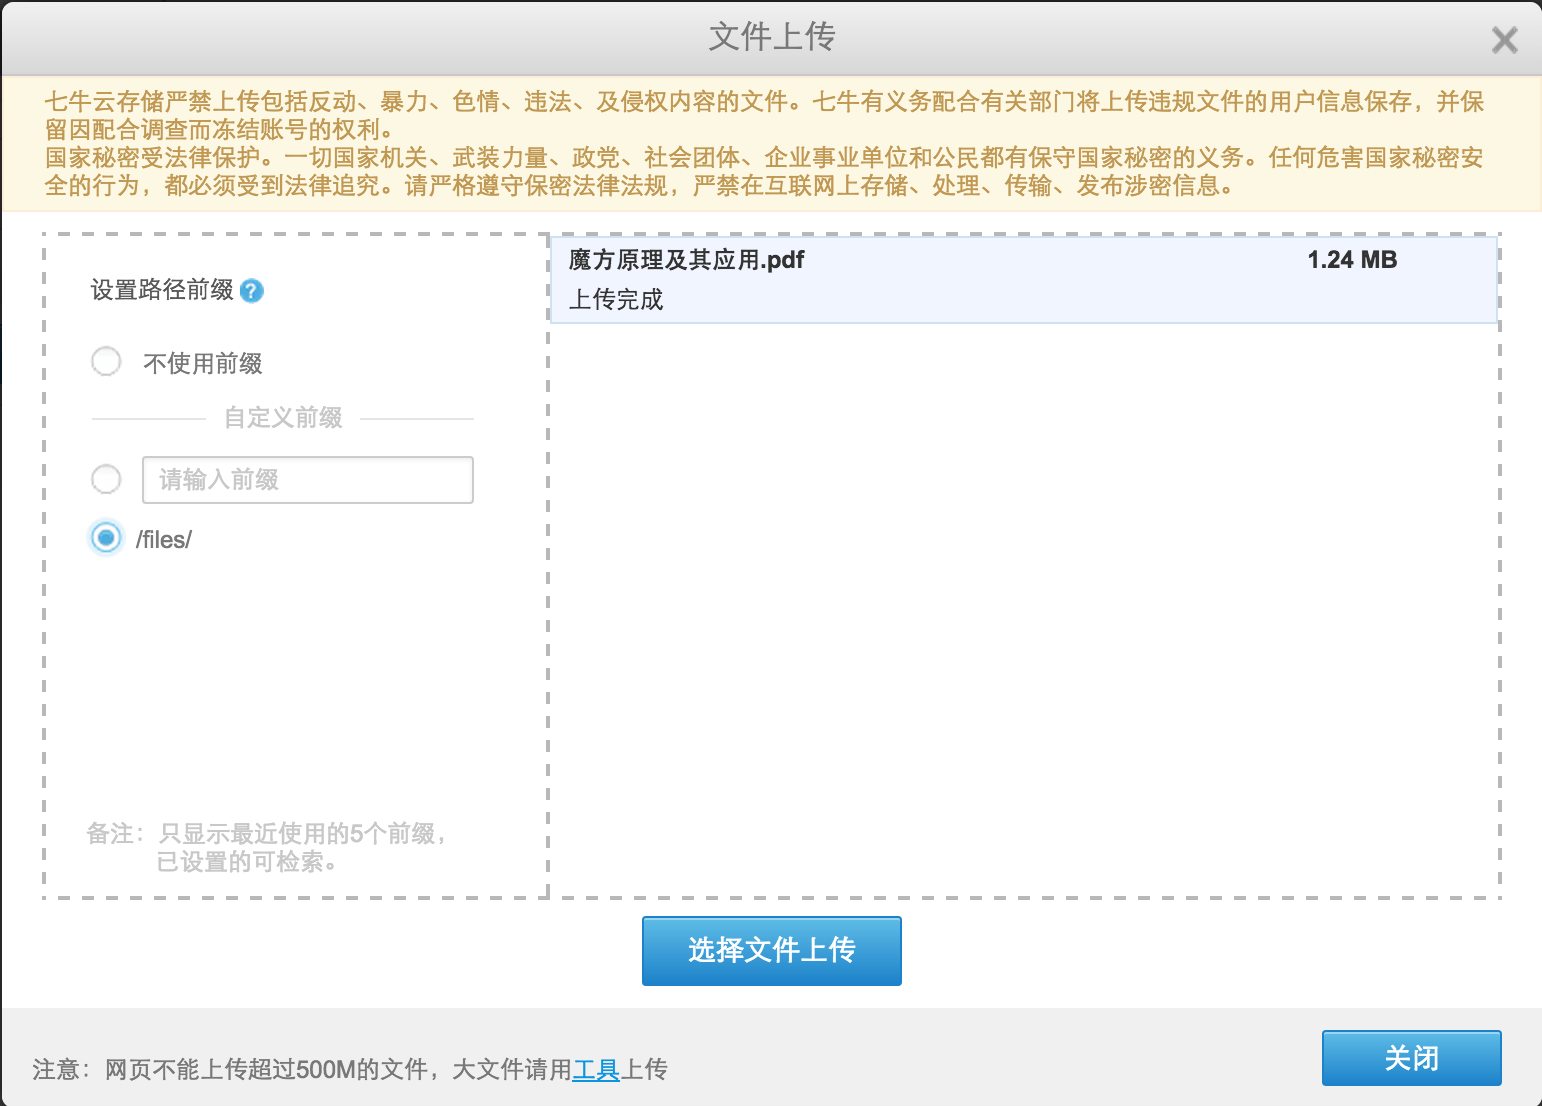 文件上传
七牛云存储严禁上传包括反动、暴力、色情、违法、及侵权内容的文件。七牛有义务配合有关部门将上传违规文件的用户信息保存，并保
留因配合调查而冻结账号的权利。
国家秘密受法律保护。一切国家机关、武装力量、政党、社会团体、企业事业单位和公民都有保守国家秘密的义务。任何危害国家秘密安
全的行为，都必须受到法律追究。请严格遵守保密法律法规，严禁在互联网上存储、处理、传输、发布涉密信息。
设置路径前缀 ?
不使用前缀
自定义前缀
请输入前缀
/files/
备注：只显示最近使用的5个前缀，
已设置的可检索。
魔方原理及其应用.pdf 1.24 MB
上传完成
选择文件上传
注意：网页不能上传超过500M的文件，大文件请用工具上传
关闭